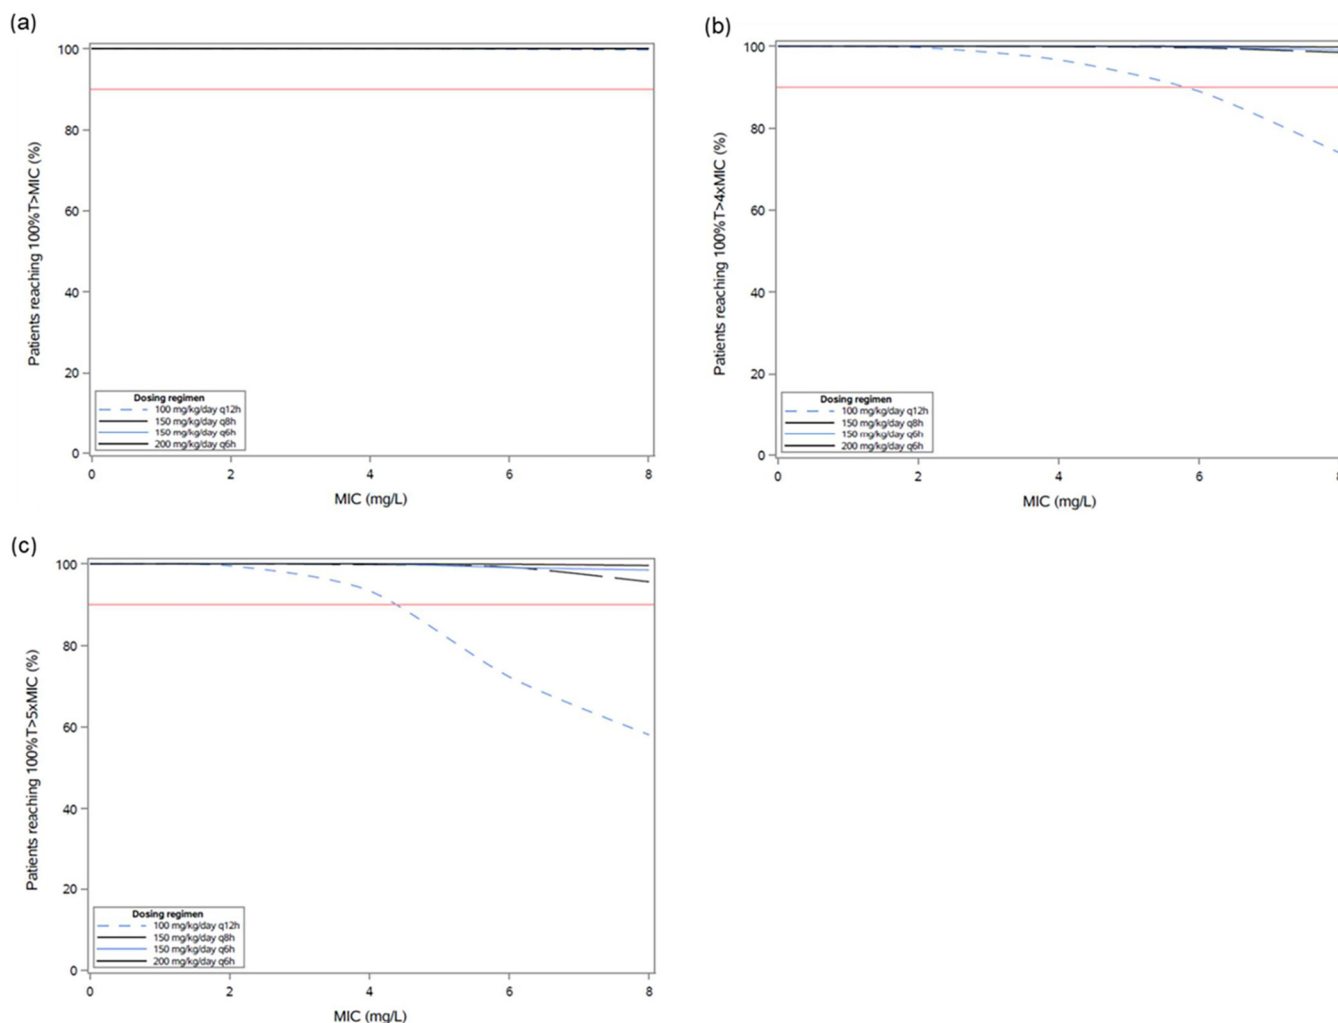 (a)
Patients reaching 100%T>MIC (%)
100
80
60
40
20
0
Dosing regimen
100 mg/kg/day q12h
150 mg/kg/day q8h
150 mg/kg/day q6h
200 mg/kg/day q6h
0 2 4 6 8
MIC (mg/L)
(b)
Patients reaching 100%T>4xMIC (%)
100
80
60
40
20
0
Dosing regimen
100 mg/kg/day q12h
150 mg/kg/day q8h
150 mg/kg/day q6h
200 mg/kg/day q6h
0 2 4 6 8
MIC (mg/L)
(c)
Patients reaching 100%T>5xMIC (%)
100
80
60
40
20
0
Dosing regimen
100 mg/kg/day q12h
150 mg/kg/day q8h
150 mg/kg/day q6h
200 mg/kg/day q6h
0 2 4 6 8
MIC (mg/L)